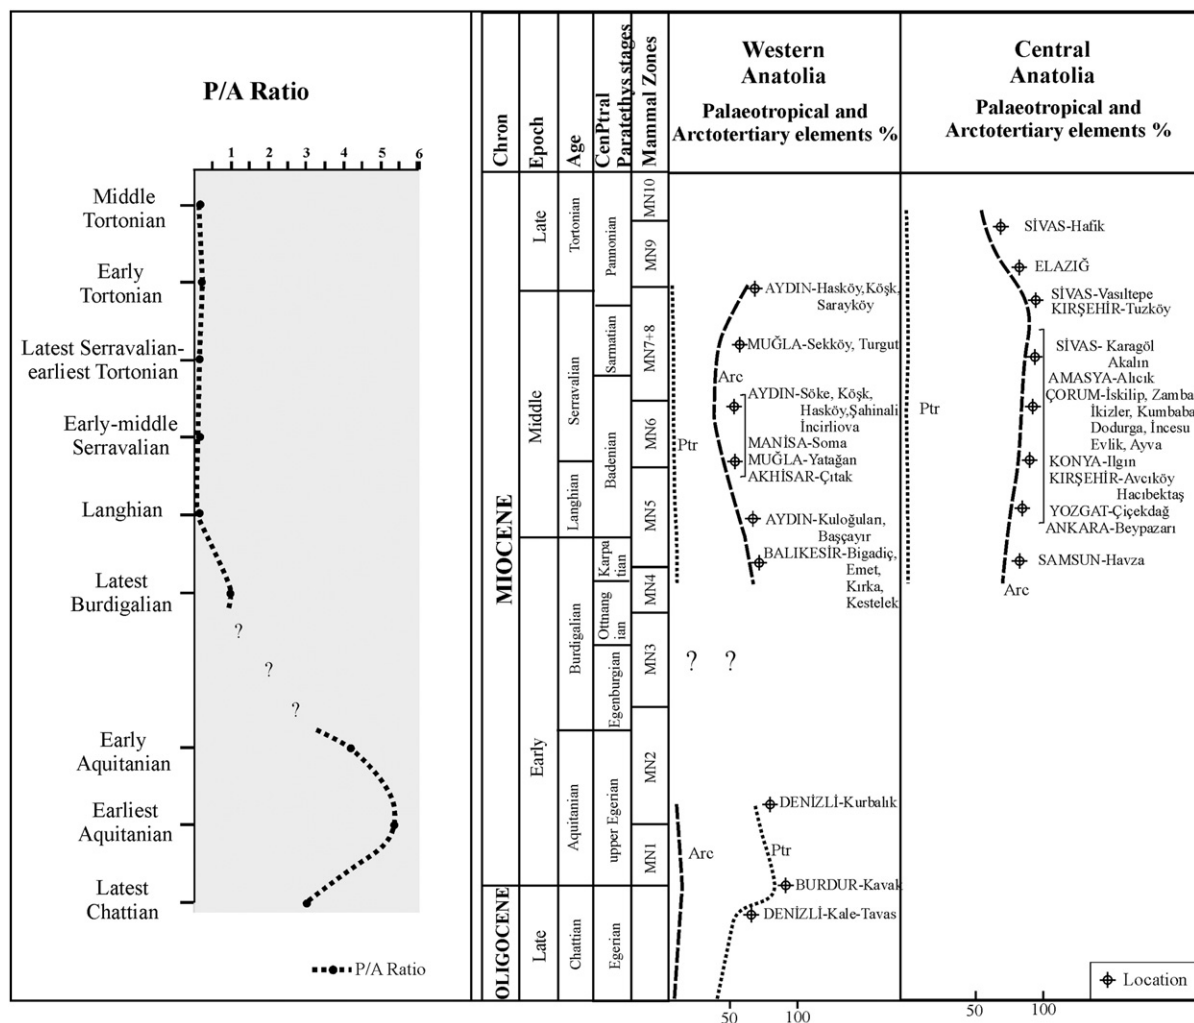 P/A Ratio
1 2 3 4 5 6
Middle
Tortonian
Early
Tortonian
Latest Serravalian-
earliest Tortonian
Early-middle
Serravalian
Langhian
Latest
Burdigalian
?
?
?
Early
Aquitanian
Earliest
Aquitanian
Latest
Chattian
P/A Ratio
Chron
Epoch
Age
CenPtral
Paratethys stages
Mammal Zones
MIOCENE
OLIGOCENE
Late
Middle
Early
Late
Tortonian
Serravalian
Langhian
Burdigalian
Aquitanian
Chattian
Pannonian
Sarmatian
Badenian
Karpa
tian
Ottnang
ian
Egenburgian
upper Egerian
Egerian
MN10
MN9
MN7+8
MN6
MN5
MN4
MN3
MN2
MN1
Western
Anatolia
Palaeotropical and
Arctotertiary elements %
AYDIN-Hasköy,Köşk,
Sarayköy
MUĞLA-Sekköy, Turgut
Arc
AYDIN-Söke, Köşk,
Hasköy,Şahinali
İncirliova
Ptr
MANİSA-Soma
MUĞLA-Yatağan
AKHİSAR-Çıtak
AYDIN-Kuloğuları,
Başçayır
BALIKESİR-Bigadiç,
Emet,
Kırka,
Kestelek
? ?
DENİZLİ-Kurbalık
Arc
Ptr
BURDUR-Kavak
DENİZLİ-Kale-Tavas
50 100
Central
Anatolia
Palaeotropical and
Arctotertiary elements %
SİVAS-Hafik
ELAZIĞ
SİVAS-Vasıltepe
KIRŞEHİR-Tuzköy
SİVAS- Karagöl
Akalın
AMASYA-Alıcık
ÇORUM-İskilip, Zamba
İkizler, Kumbaba
Dodurga, İncesu
Evlik, Ayva
Ptr
KONYA-Ilgın
KIRŞEHİR-Avcıköy
Hacıbektaş
YOZGAT-Çiçekdağ
ANKARA-Beypazarı
SAMSUN-Havza
Arc
Location
50 100